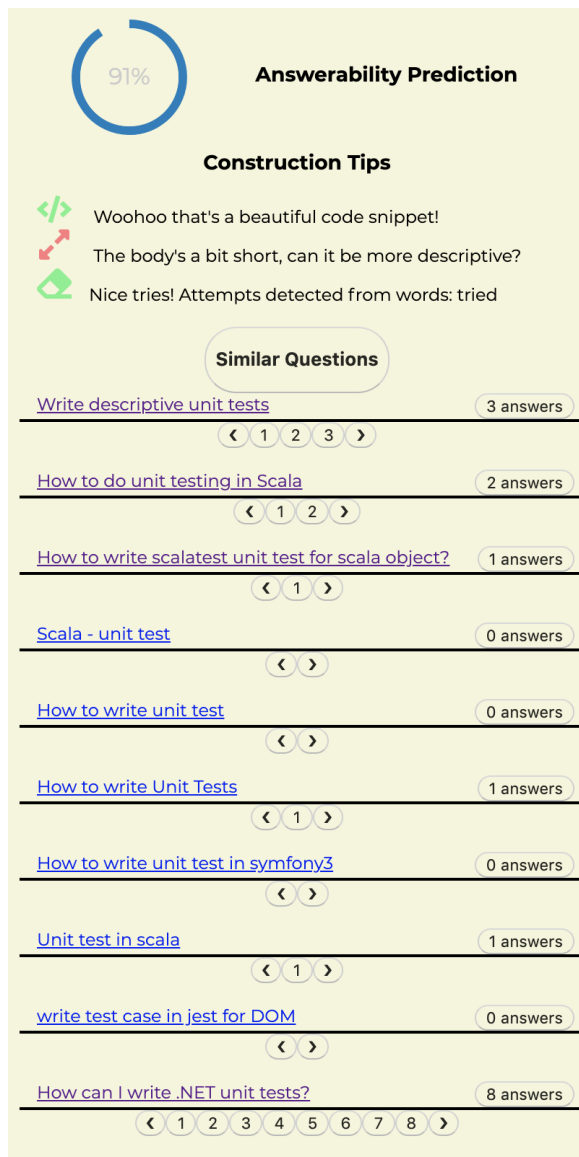 91%
Answerability Prediction
Construction Tips
</> Woohoo that's a beautiful code snippet!
The body's a bit short, can it be more descriptive?
Nice tries! Attempts detected from words: tried
Similar Questions
Write descriptive unit tests 3 answers
‹ 1 2 3 ›
How to do unit testing in Scala 2 answers
‹ 1 2 ›
How to write scalatest unit test for scala object? 1 answers
‹ 1 ›
Scala - unit test 0 answers
‹ ›
How to write unit test 0 answers
‹ ›
How to write Unit Tests 1 answers
‹ 1 ›
How to write unit test in symfony3 0 answers
‹ ›
Unit test in scala 1 answers
‹ 1 ›
write test case in jest for DOM 0 answers
‹ ›
How can I write .NET unit tests? 8 answers
‹ 1 2 3 4 5 6 7 8 ›